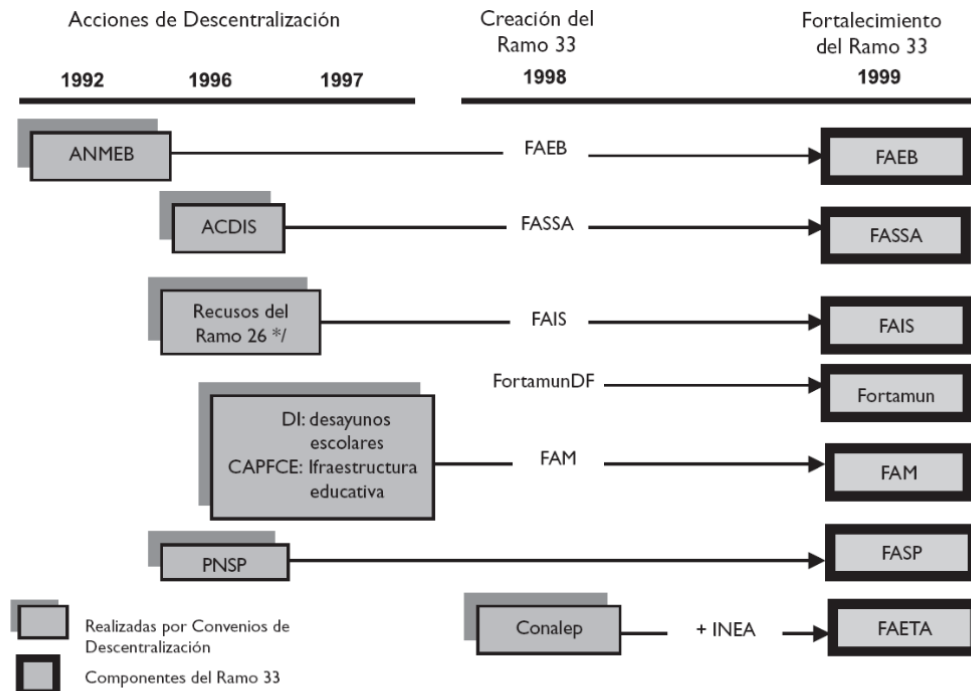 Acciones de Descentralización
Creación del
Ramo 33
Fortalecimiento
del Ramo 33
1992 1996 1997 1998 1999
ANMEB FAEB FAEB
ACDIS FASSA FASSA
Recusos del
Ramo 26 */
FAIS FAIS
FortamunDF Fortamun
DI: desayunos
escolares
CAPFCE: Ifraestructura
educativa
FAM FAM
PNSP FASP
Conalep + INEA FAETA
Realizadas por Convenios de
Descentralización
Componentes del Ramo 33